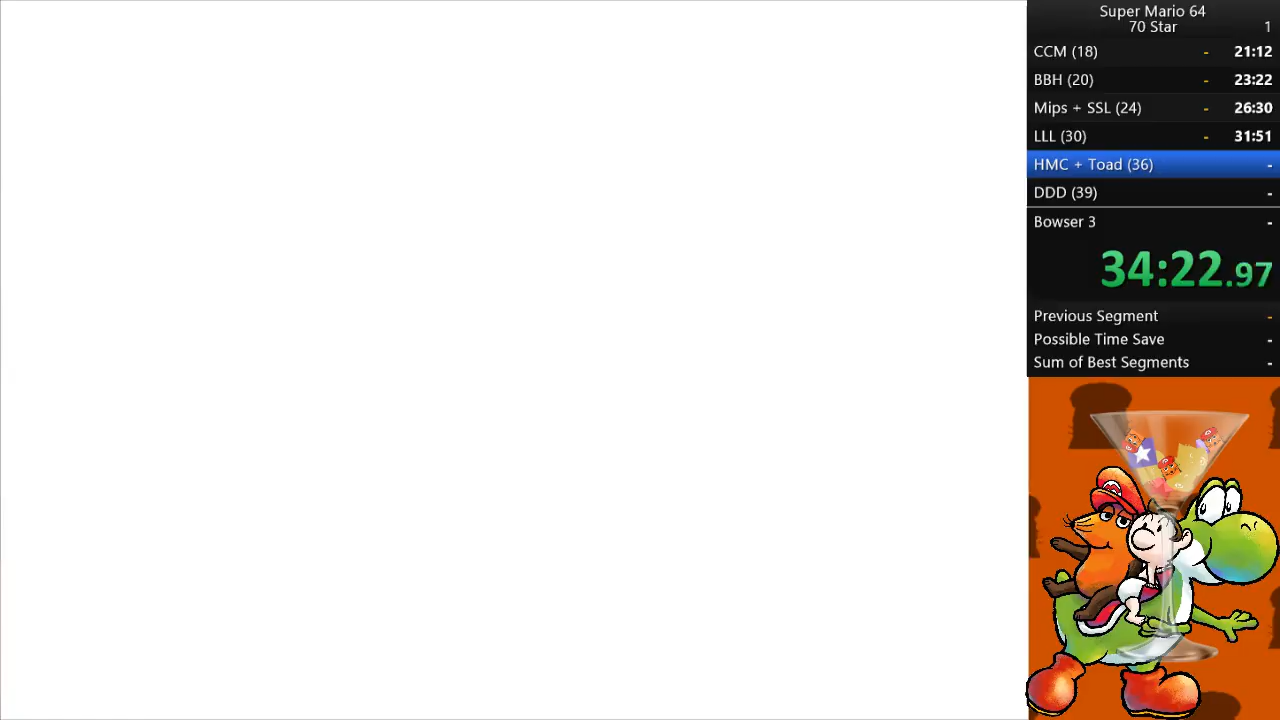 Super Mario 64
70 Star 1
CCM (18) - 21:12
BBH (20) - 23:22
Mips + SSL (24) - 26:30
LLL (30) - 31:51
HMC + Toad (36) -
DDD (39) -
Bowser 3 -
34:22.97
Previous Segment -
Possible Time Save -
Sum of Best Segments -